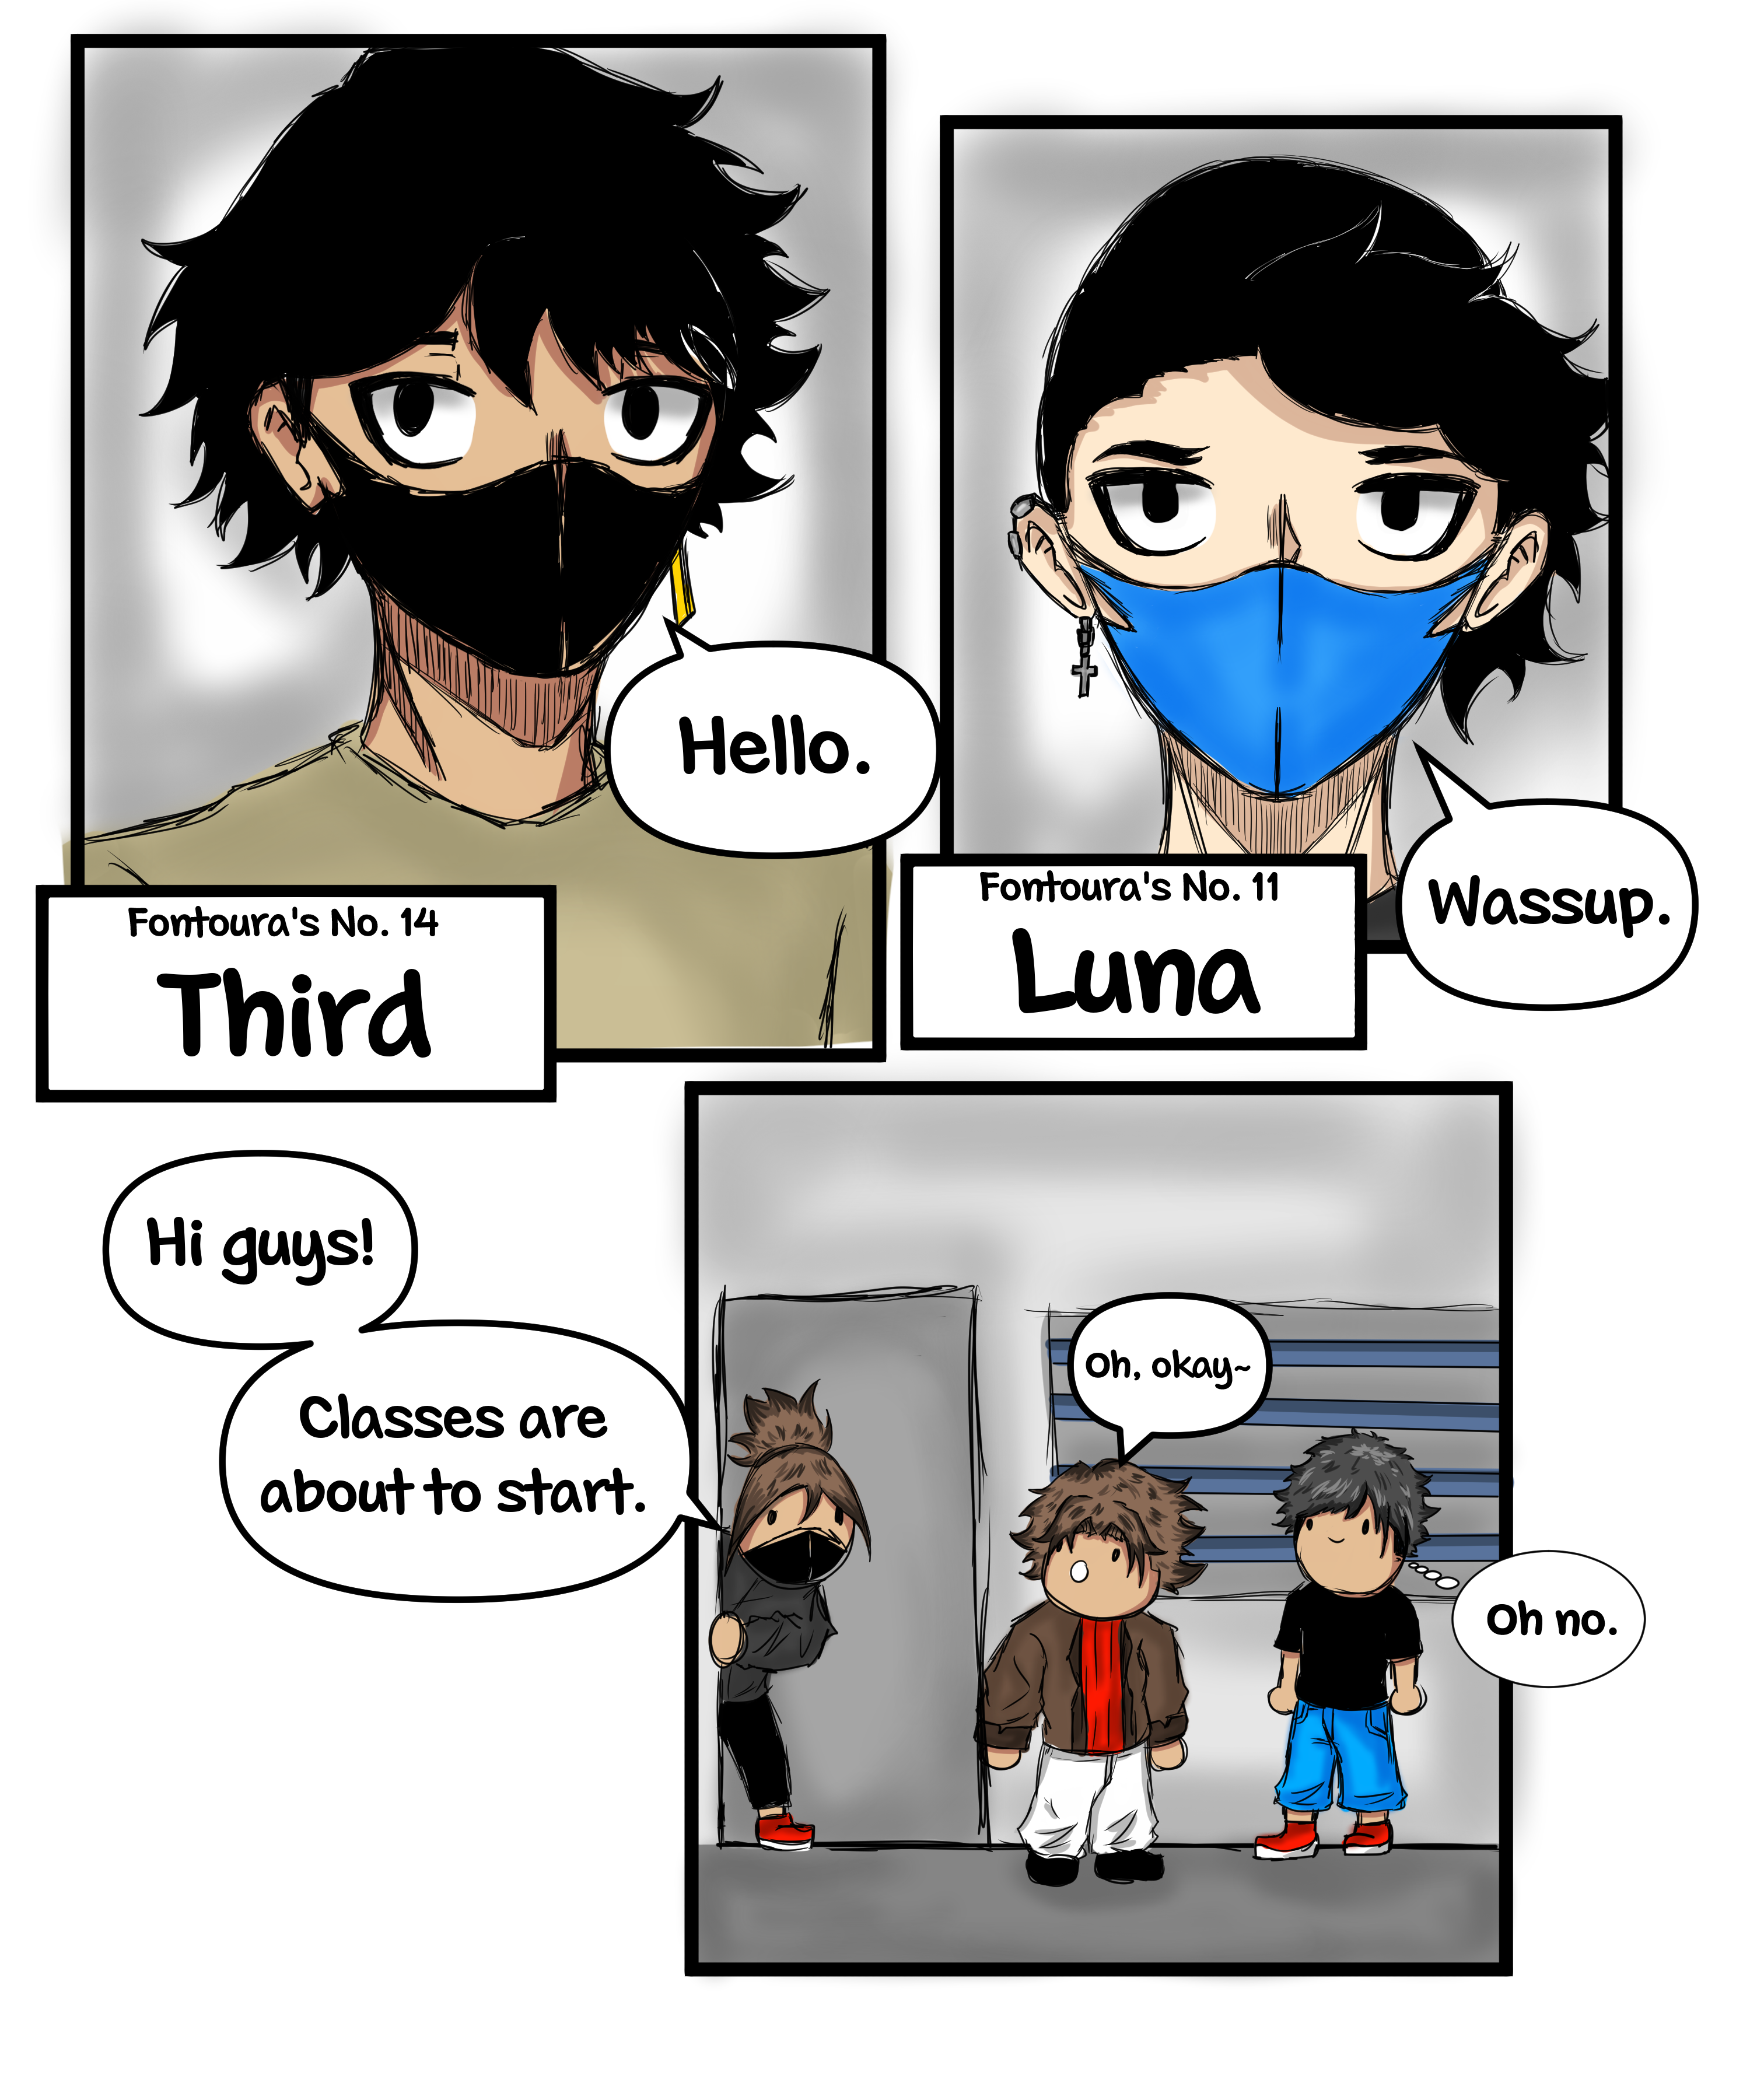 Hello.
Fontoura's No. 14
Third
Wassup.
Fontoura's No. 11
Luna
Hi guys!
Classes are
about to start.
Oh, okay~
Oh no.